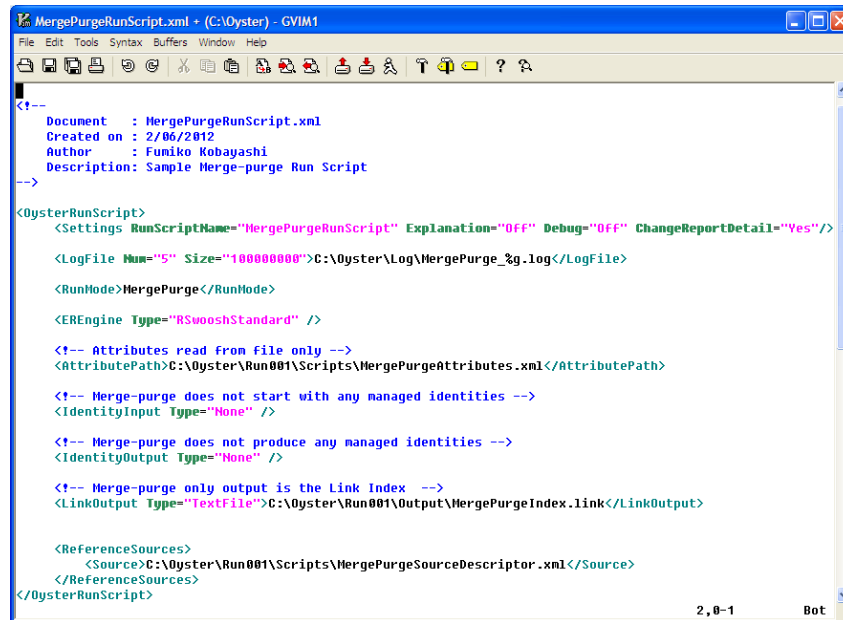 MergePurgeRunScript.xml + (C:\Oyster) - GVIM1
File Edit Tools Syntax Buffers Window Help
<!--
Document : MergePurgeRunScript.xml
Created on : 2/06/2012
Author : Fumiko Kobayashi
Description: Sample Merge-purge Run Script
-->
<OysterRunScript>
<Settings RunScriptName="MergePurgeRunScript" Explanation="Off" Debug="Off" ChangeReportDetail="Yes"/>
<LogFile Num="5" Size="100000000">C:\Oyster\Log\MergePurge_%g.log</LogFile>
<RunMode>MergePurge</RunMode>
<EREngine Type="RSwooshStandard" />
<!-- Attributes read from file only -->
<AttributePath>C:\Oyster\Run001\Scripts\MergePurgeAttributes.xml</AttributePath>
<!-- Merge-purge does not start with any managed identities -->
<IdentityInput Type="None" />
<!-- Merge-purge does not produce any managed identities -->
<IdentityOutput Type="None" />
<!-- Merge-purge only output is the Link Index -->
<LinkOutput Type="TextFile">C:\Oyster\Run001\Output\MergePurgeIndex.link</LinkOutput>
<ReferenceSources>
<Source>C:\Oyster\Run001\Scripts\MergePurgeSourceDescriptor.xml</Source>
</ReferenceSources>
</OysterRunScript>
2,0-1 Bot